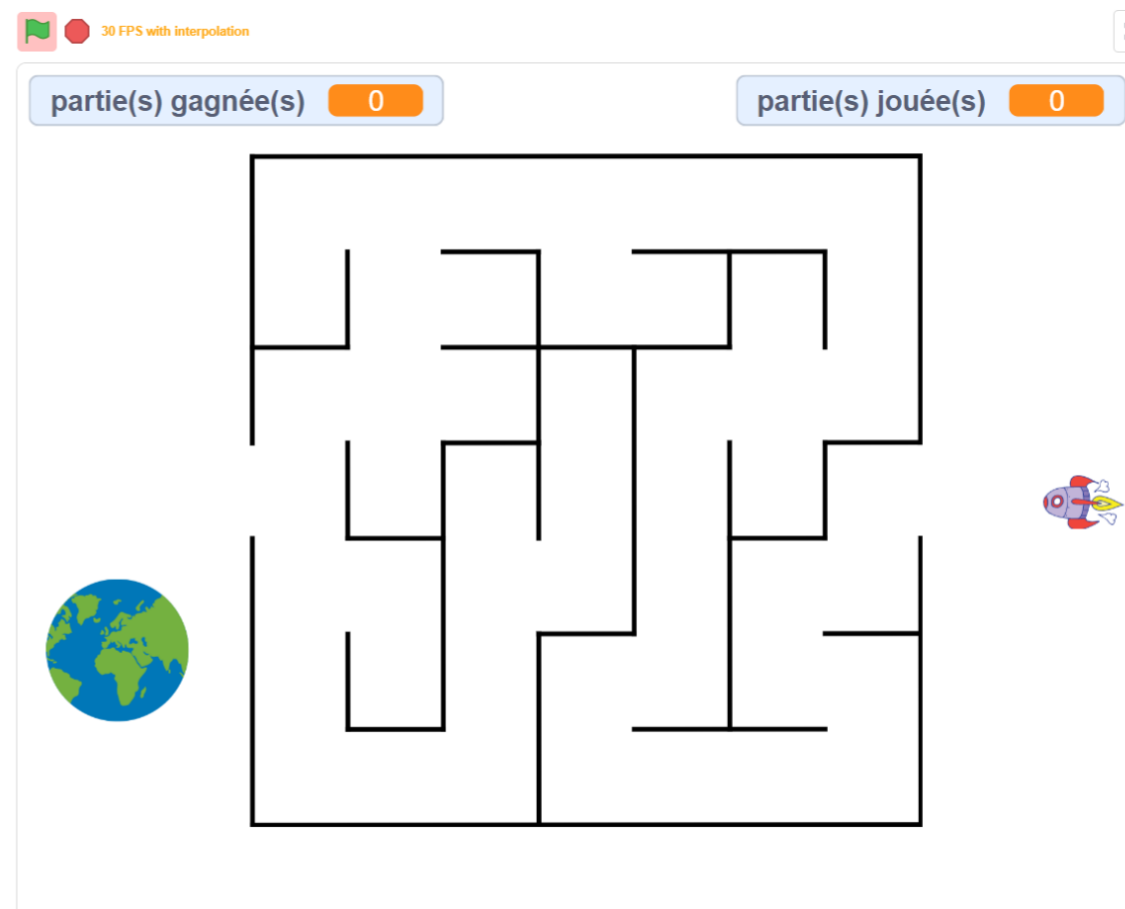 30 FPS with interpolation
partie(s) gagnée(s) 0
partie(s) jouée(s) 0